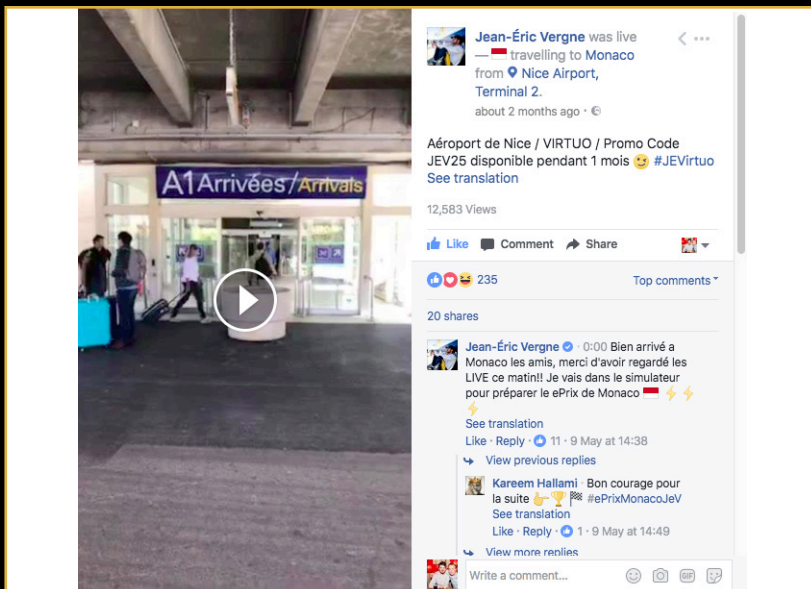 A1 Arrivées/Arrivals
Jean-Éric Vergne was live
— travelling to Monaco
from Nice Airport,
Terminal 2.
about 2 months ago ·
Aéroport de Nice / VIRTUO / Promo Code
JEV25 disponible pendant 1 mois 😉 #JEVirtuo
See translation
12,583 Views
Like Comment Share
235 Top comments
20 shares
Jean-Éric Vergne · 0:00 Bien arrivé a
Monaco les amis, merci d'avoir regardé les
LIVE ce matin!! Je vais dans le simulateur
pour préparer le ePrix de Monaco 🇲🇨 ⚡ ⚡
⚡
See translation
Like · Reply · 11 · 9 May at 14:38
View previous replies
Kareem Hallami · Bon courage pour
la suite 👉🏆 🏁 #ePrixMonacoJeV
See translation
Like · Reply · 1 · 9 May at 14:49
View more replies
Write a comment... GIF